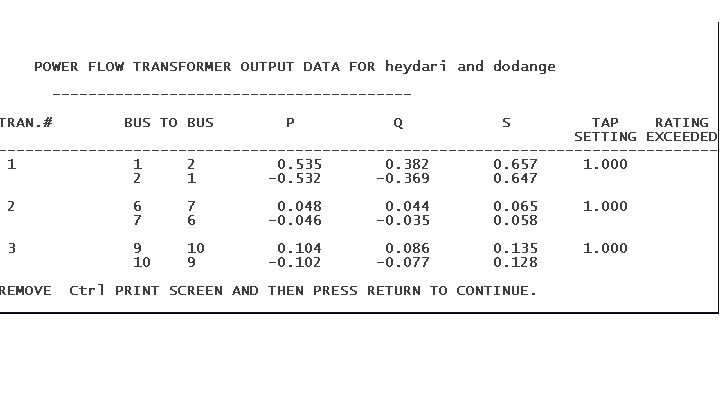 POWER FLOW TRANSFORMER OUTPUT DATA FOR heydari and dodange
----------------------------------------
TRAN.# BUS TO BUS P Q S TAP RATING
SETTING EXCEEDED
--------------------------------------------------------------------------------
1 1 2 0.535 0.382 0.657 1.000
2 1 -0.532 -0.369 0.647
2 6 7 0.048 0.044 0.065 1.000
7 6 -0.046 -0.035 0.058
3 9 10 0.104 0.086 0.135 1.000
10 9 -0.102 -0.077 0.128
REMOVE Ctrl PRINT SCREEN AND THEN PRESS RETURN TO CONTINUE.